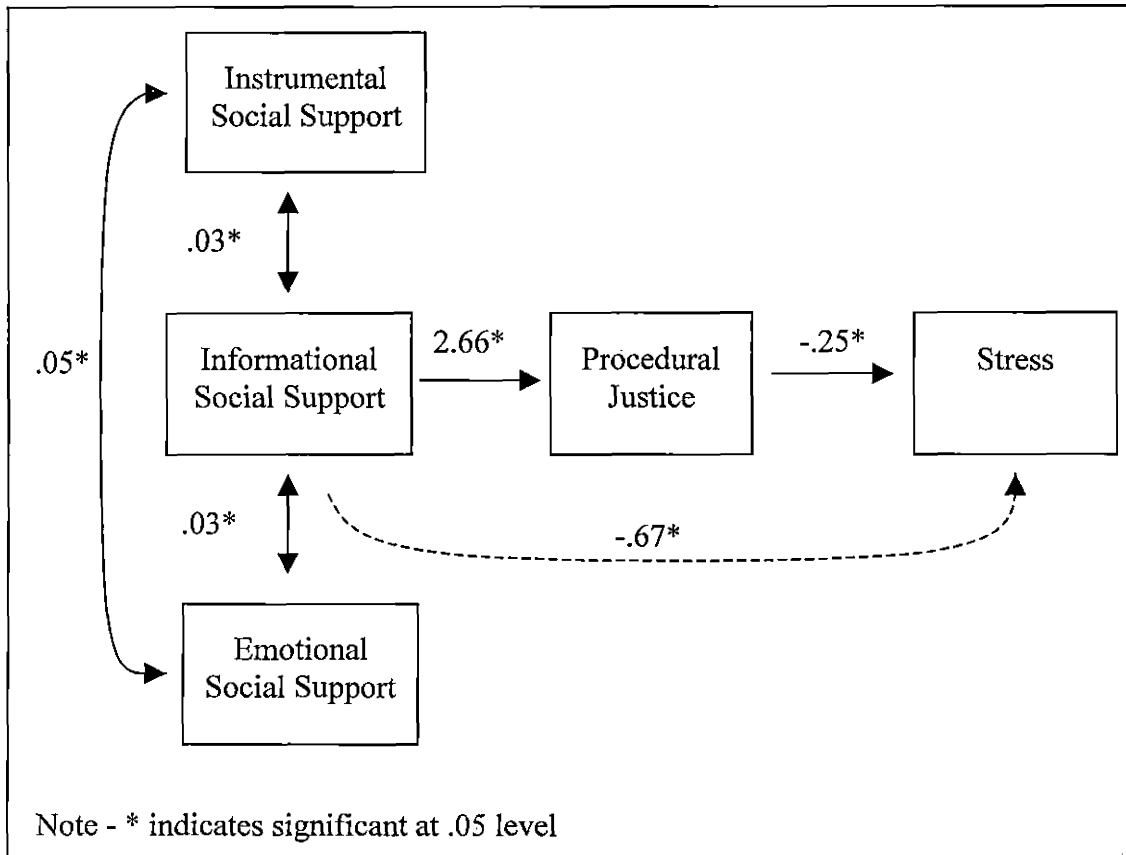 Instrumental
Social Support
.03*
.05*
Informational
Social Support
2.66*
Procedural
Justice
-.25*
Stress
.03*
-.67*
Emotional
Social Support
Note - * indicates significant at .05 level